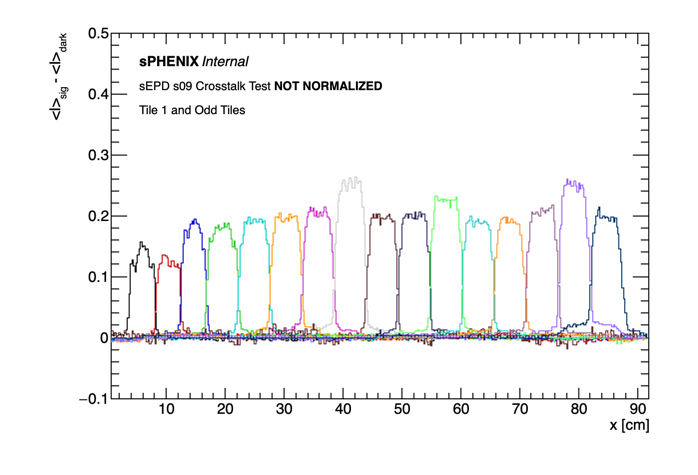 0.5
sPHENIX Internal
sEPD s09 Crosstalk Test NOT NORMALIZED
Tile 1 and Odd Tiles
<I>sig - <I>dark
0.4
0.3
0.2
0.1
0
−0.1
10 20 30 40 50 60 70 80 90
x [cm]